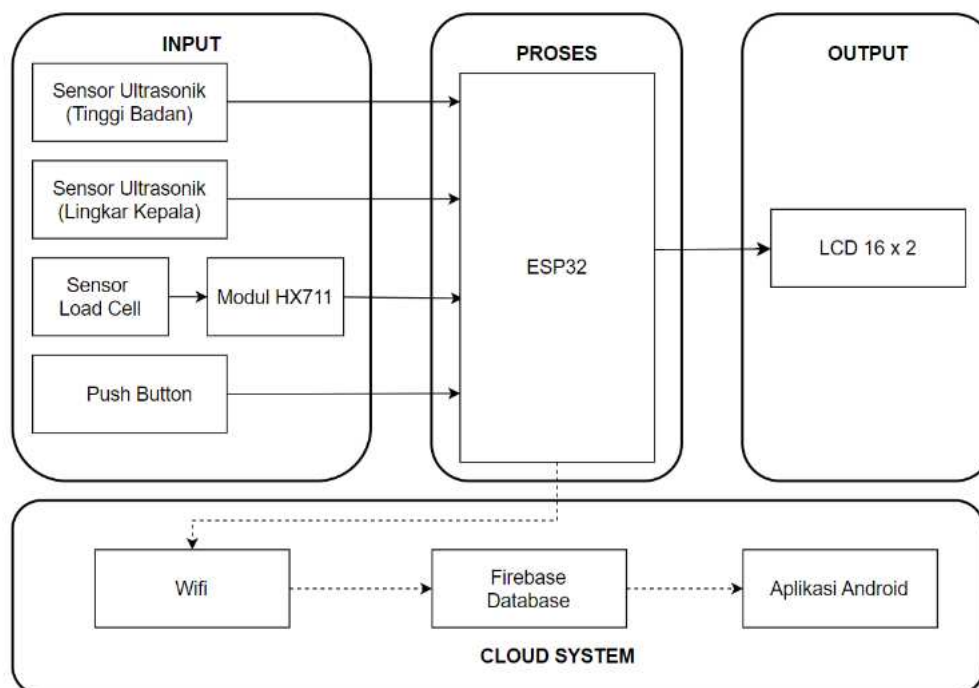 INPUT
Sensor Ultrasonik
(Tinggi Badan)
Sensor Ultrasonik
(Lingkar Kepala)
Sensor
Load Cell
Modul HX711
Push Button
PROSES
ESP32
OUTPUT
LCD 16 x 2
Wifi
Firebase
Database
Aplikasi Android
CLOUD SYSTEM